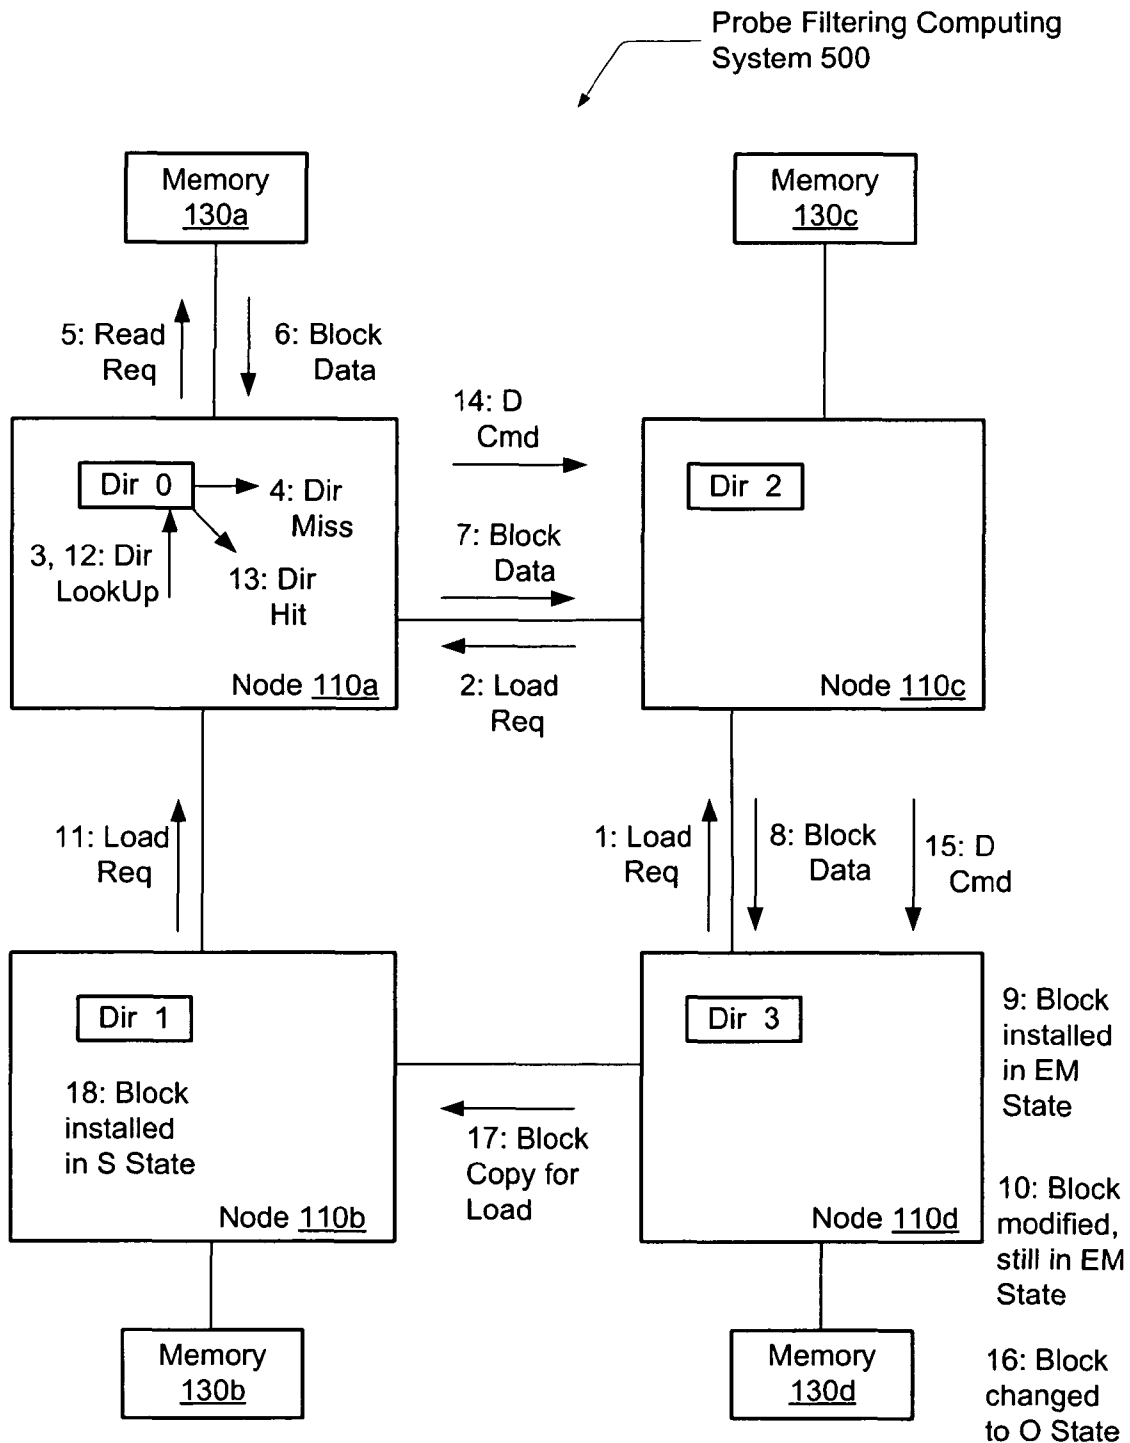 Probe Filtering Computing
System 500
Memory
130a
Memory
130c
5: Read
Req
6: Block
Data
14: D
Cmd
Dir 0
4: Dir
Miss
3, 12: Dir
LookUp
13: Dir
Hit
Node 110a
7: Block
Data
2: Load
Req
Dir 2
Node 110c
11: Load
Req
1: Load
Req
8: Block
Data
15: D
Cmd
Dir 1
18: Block
installed
in S State
Node 110b
17: Block
Copy for
Load
Dir 3
Node 110d
9: Block
installed
in EM
State
10: Block
modified,
still in EM
State
16: Block
changed
to O State
Memory
130b
Memory
130d